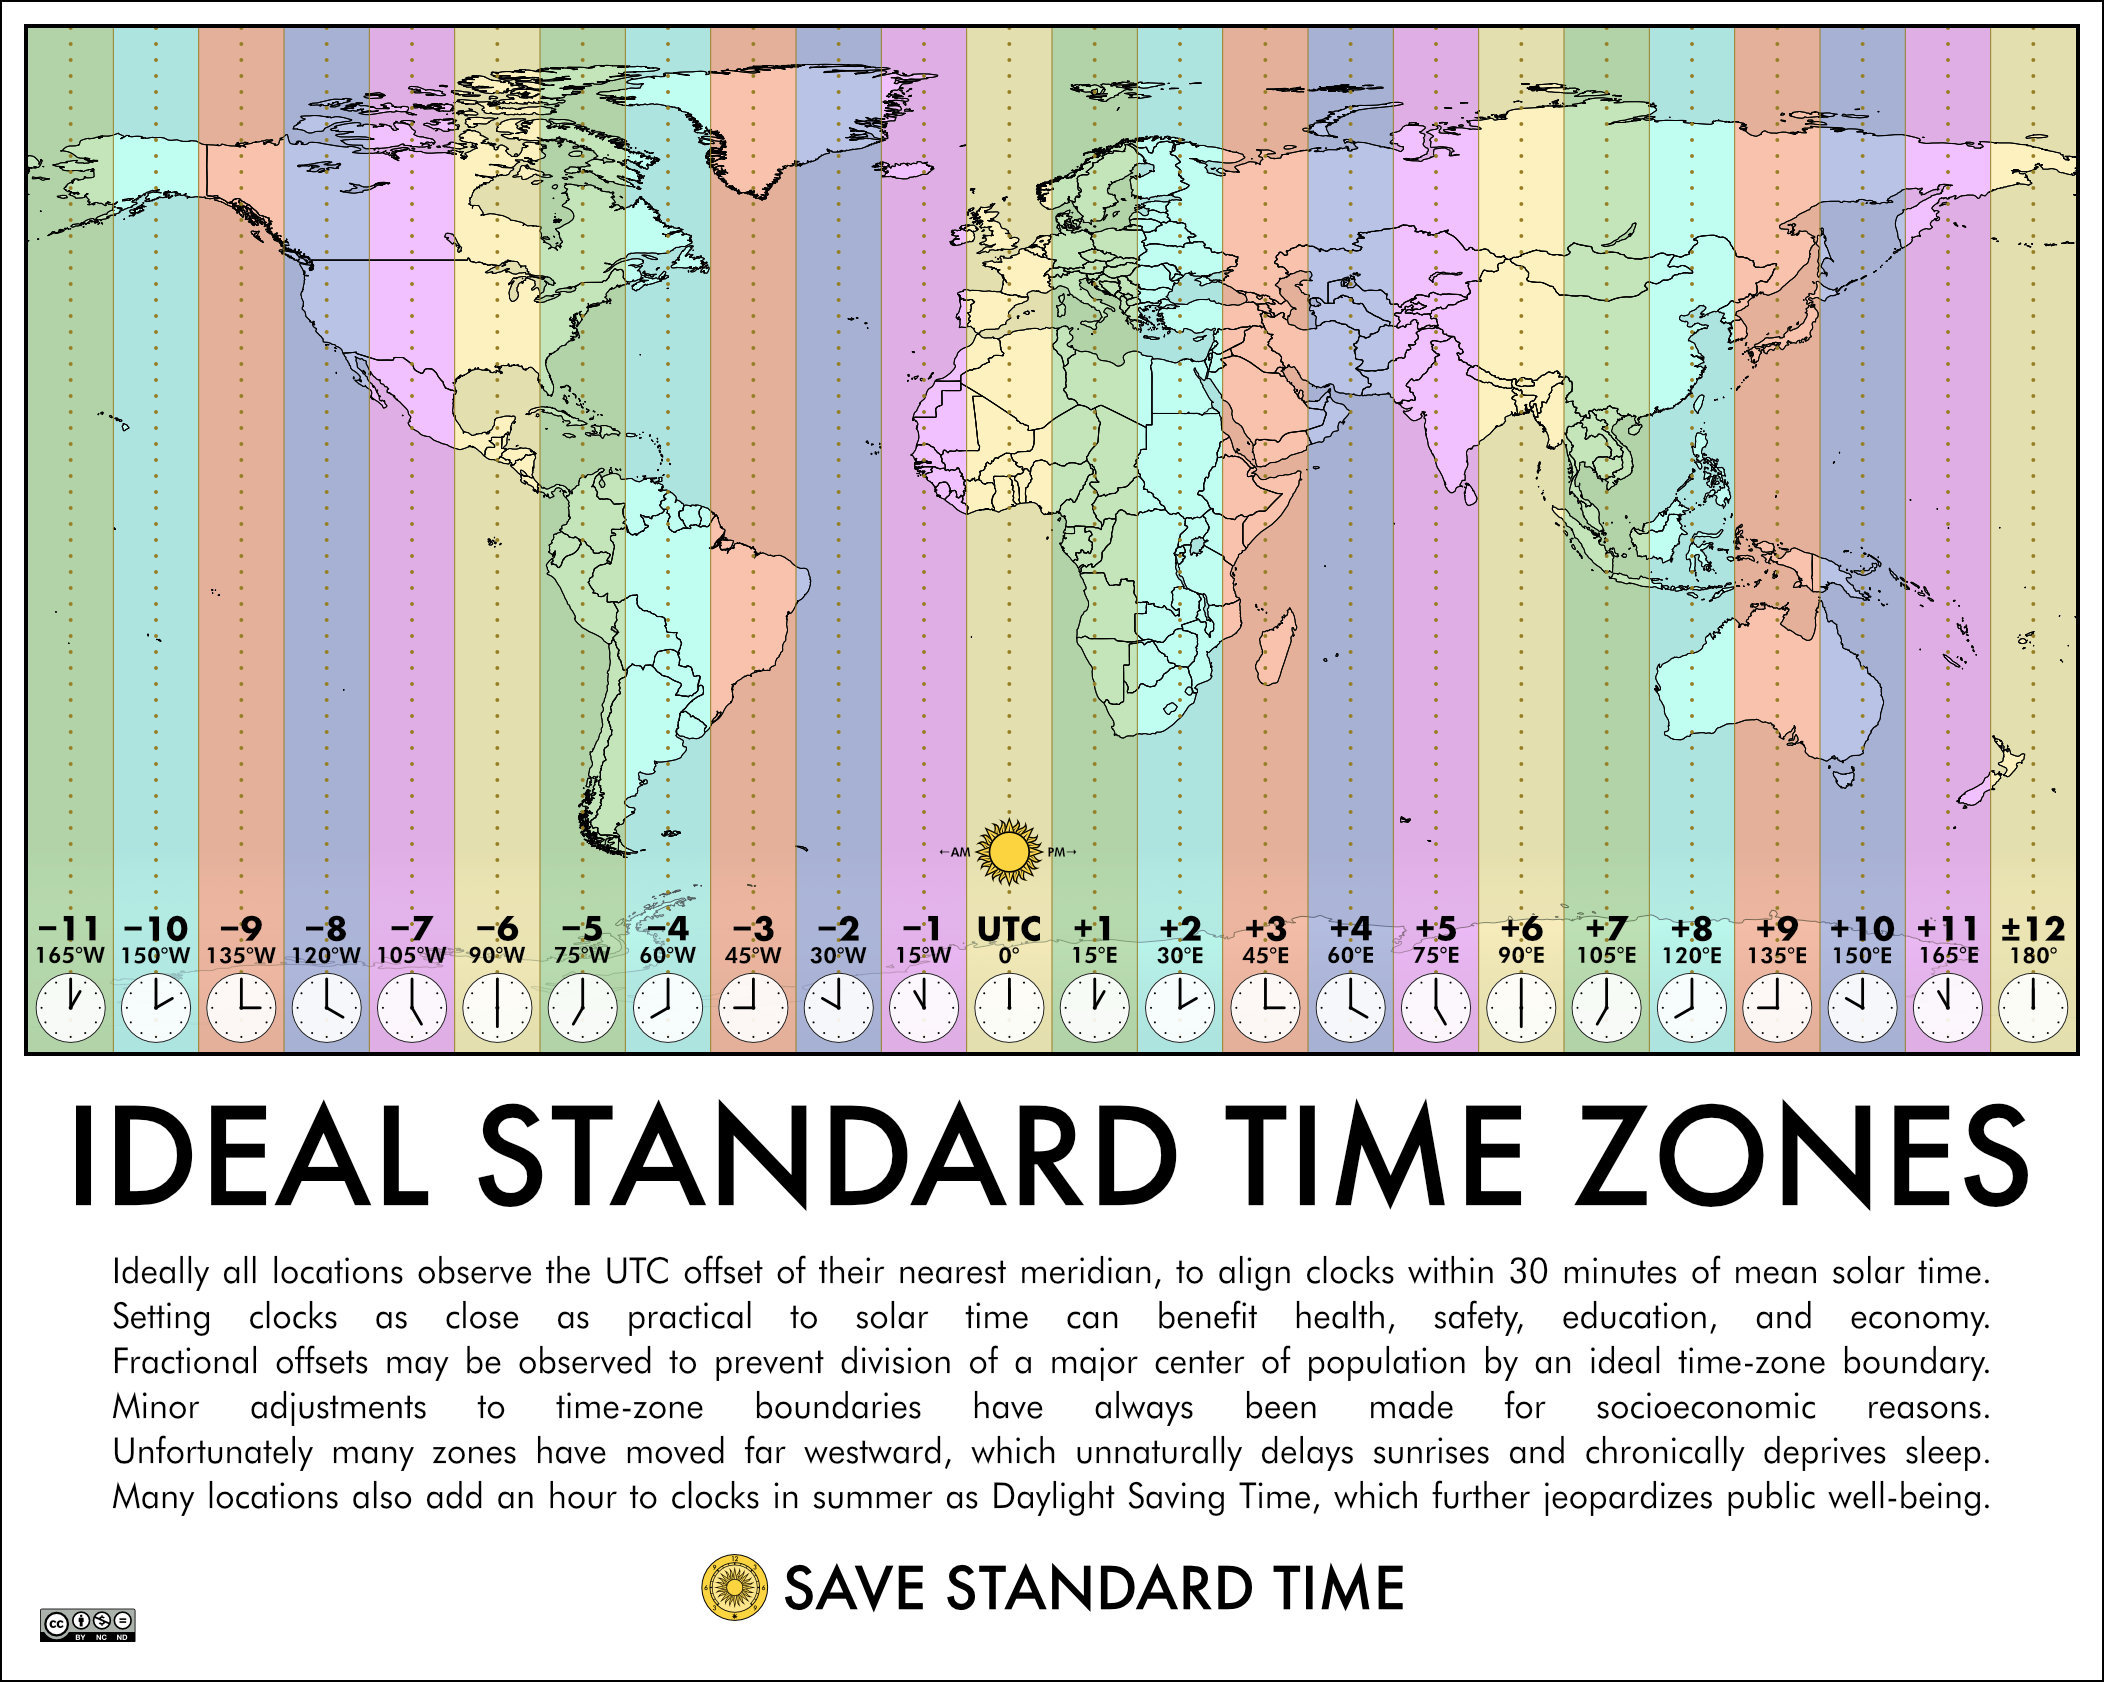 ←AM PM→
−11 −10 −9 −8 −7 −6 −5 −4 −3 −2 −1 UTC +1 +2 +3 +4 +5 +6 +7 +8 +9 +10 +11 ±12
165°W 150°W 135°W 120°W 105°W 90°W 75°W 60°W 45°W 30°W 15°W 0° 15°E 30°E 45°E 60°E 75°E 90°E 105°E 120°E 135°E 150°E 165°E 180°
IDEAL STANDARD TIME ZONES
Ideally all locations observe the UTC offset of their nearest meridian, to align clocks within 30 minutes of mean solar time.
Setting clocks as close as practical to solar time can benefit health, safety, education, and economy.
Fractional offsets may be observed to prevent division of a major center of population by an ideal time-zone boundary.
Minor adjustments to time-zone boundaries have always been made for socioeconomic reasons.
Unfortunately many zones have moved far westward, which unnaturally delays sunrises and chronically deprives sleep.
Many locations also add an hour to clocks in summer as Daylight Saving Time, which further jeopardizes public well-being.
SAVE STANDARD TIME
cc
BY NC ND